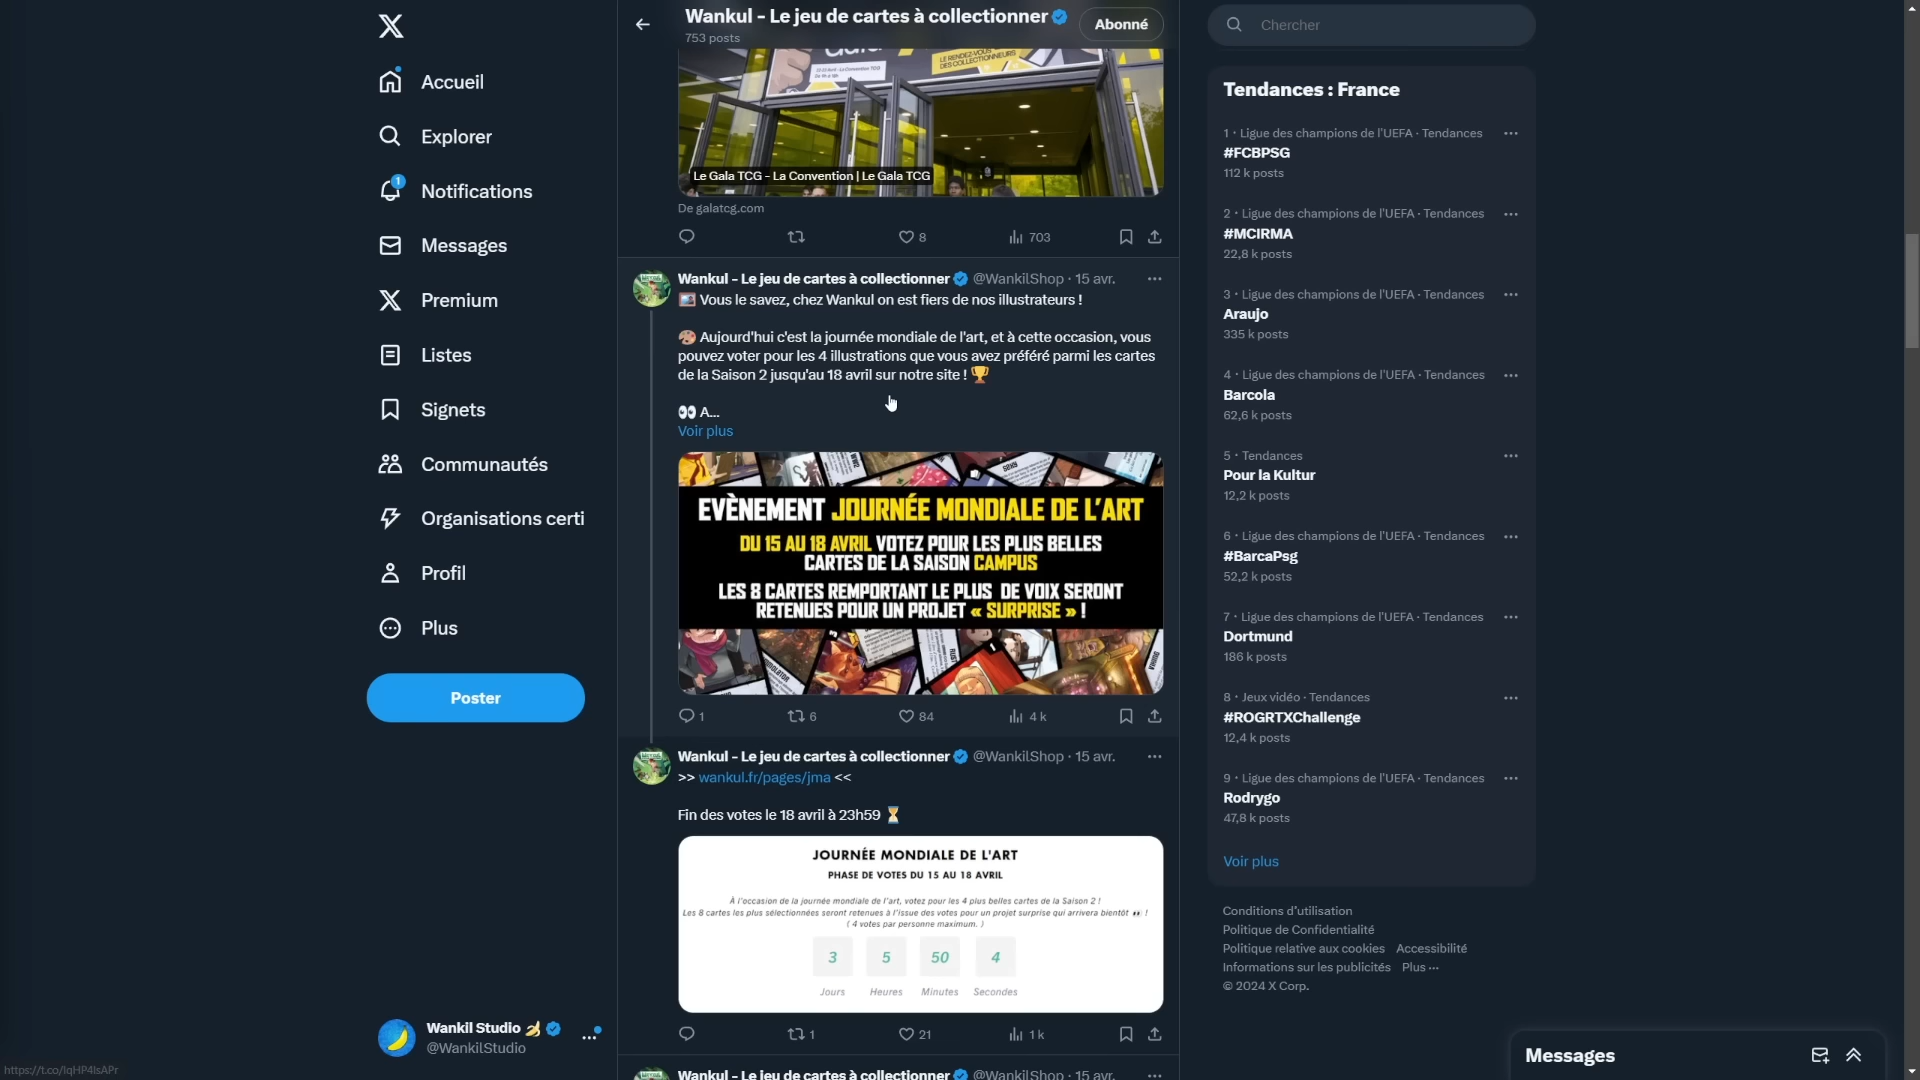 Accueil
Explorer
1
Notifications
Messages
Premium
Listes
Signets
Communautés
Organisations certi
Profil
Plus
Poster
Wankil Studio
@WankilStudio
https://t.co/IqHP4IsAPr
Wankul - Le jeu de cartes à collectionner
753 posts
Abonné
LE RENDEZ-VOUS
DES COLLECTIONNEURS
Le Gala TCG - La Convention | Le Gala TCG
De galatcg.com
8
703
Wankul - Le jeu de cartes à collectionner @WankilShop · 15 avr.
Vous le savez, chez Wankul on est fiers de nos illustrateurs !
Aujourd'hui c'est la journée mondiale de l'art, et à cette occasion, vous
pouvez voter pour les 4 illustrations que vous avez préféré parmi les cartes
de la Saison 2 jusqu'au 18 avril sur notre site !
A...
Voir plus
EVÈNEMENT JOURNÉE MONDIALE DE L'ART
DU 15 AU 18 AVRIL VOTEZ POUR LES PLUS BELLES
CARTES DE LA SAISON CAMPUS
LES 8 CARTES REMPORTANT LE PLUS DE VOIX SERONT
RETENUES POUR UN PROJET « SURPRISE » !
1
6
84
4 k
Wankul - Le jeu de cartes à collectionner @WankilShop · 15 avr.
>> wankul.fr/pages/jma <<
Fin des votes le 18 avril à 23h59
JOURNÉE MONDIALE DE L'ART
PHASE DE VOTES DU 15 AU 18 AVRIL
À l'occasion de la journée mondiale de l'art, votez pour les 4 plus belles cartes de la Saison 2 !
Les 8 cartes les plus sélectionnées seront retenues à l'issue des votes pour un projet surprise qui arrivera bientôt !
( 4 votes par personne maximum. )
3 5 50 4
Jours Heures Minutes Secondes
1
21
1 k
Wankul - Le jeu de cartes à collectionner @WankilShop · 15 avr.
Chercher
Tendances : France
1 · Ligue des champions de l'UEFA · Tendances
#FCBPSG
112 k posts
2 · Ligue des champions de l'UEFA · Tendances
#MCIRMA
22,8 k posts
3 · Ligue des champions de l'UEFA · Tendances
Araujo
335 k posts
4 · Ligue des champions de l'UEFA · Tendances
Barcola
62,6 k posts
5 · Tendances
Pour la Kultur
12,2 k posts
6 · Ligue des champions de l'UEFA · Tendances
#BarcaPsg
52,2 k posts
7 · Ligue des champions de l'UEFA · Tendances
Dortmund
186 k posts
8 · Jeux vidéo · Tendances
#ROGRTXChallenge
12,4 k posts
9 · Ligue des champions de l'UEFA · Tendances
Rodrygo
47,8 k posts
Voir plus
Conditions d'utilisation
Politique de Confidentialité
Politique relative aux cookies Accessibilité
Informations sur les publicités Plus ···
© 2024 X Corp.
Messages